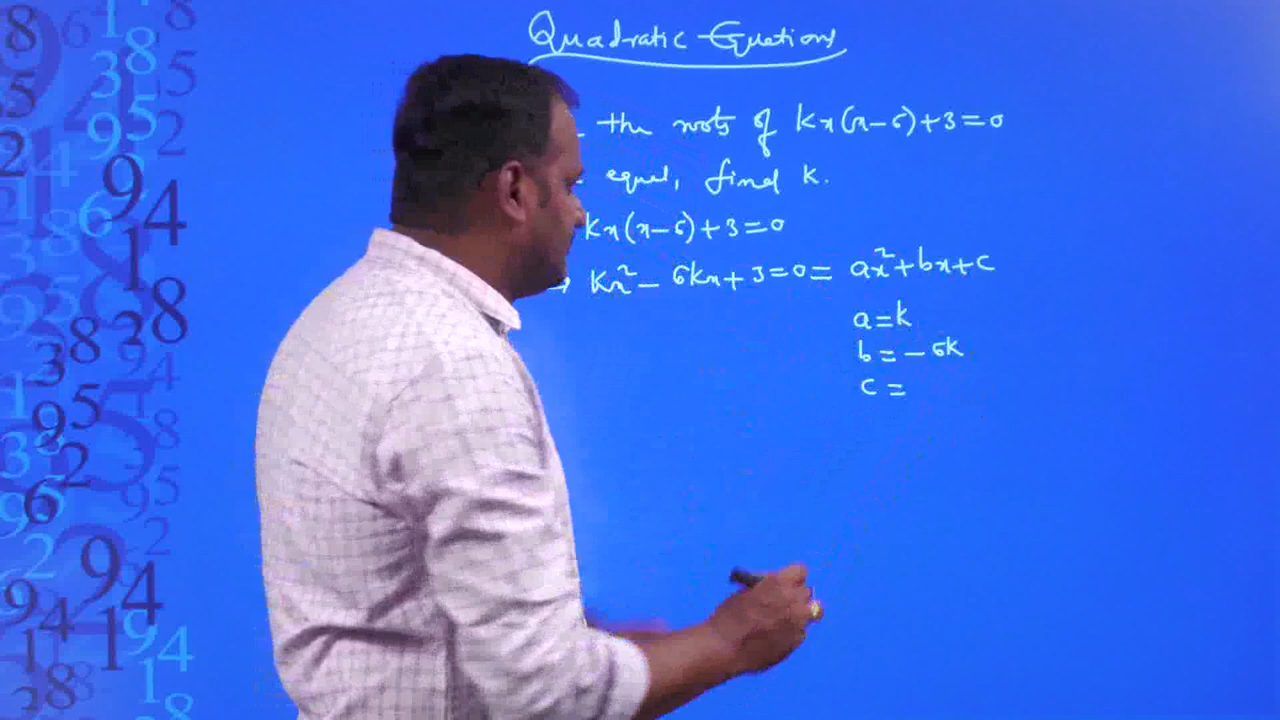 Quadratic Equetions
the roots of kx(x-6)+3=0
equal, find k.
kx(x-6)+3=0
→ kx²- 6kx+3=0= ax²+bx+c
a=k
b=-6k
c=